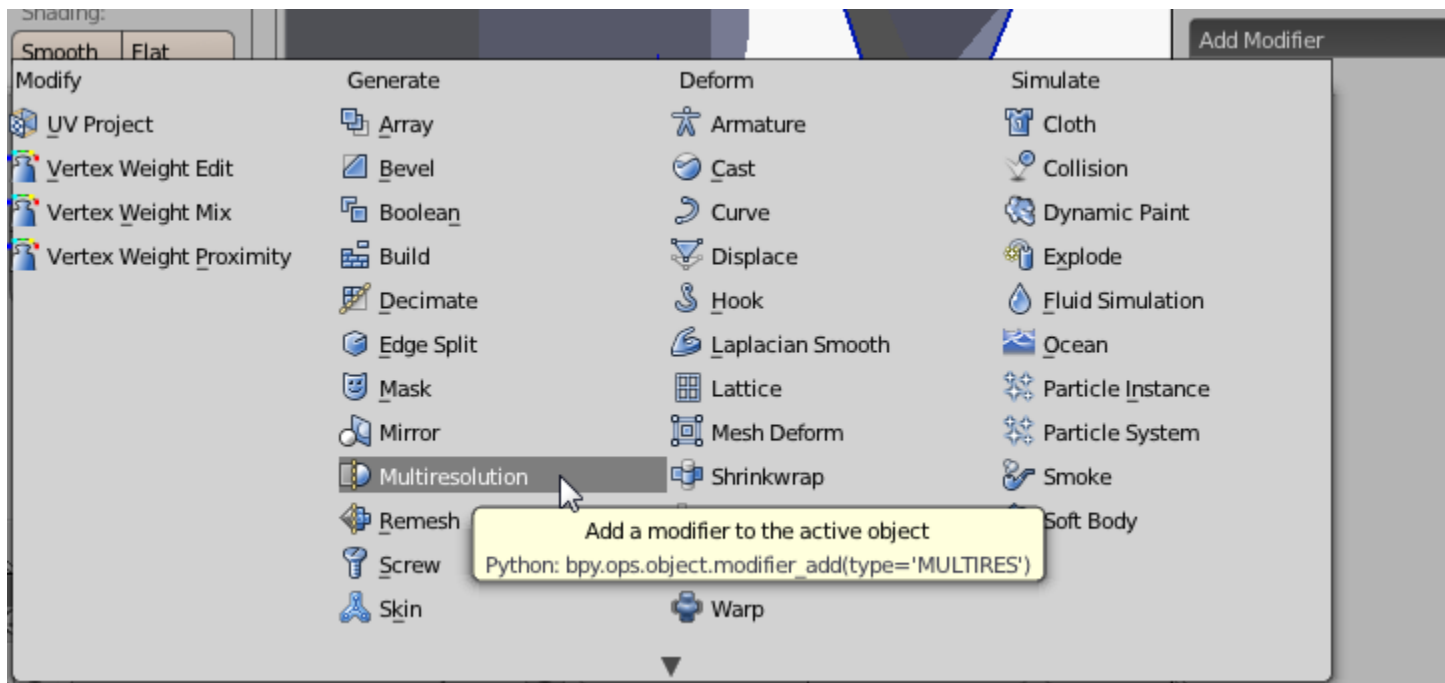 Shading:
Smooth Flat
Add Modifier
Modify
UV Project
Vertex Weight Edit
Vertex Weight Mix
Vertex Weight Proximity
Generate
Array
Bevel
Boolean
Build
Decimate
Edge Split
Mask
Mirror
Multiresolution
Remesh
Screw
Skin
Deform
Armature
Cast
Curve
Displace
Hook
Laplacian Smooth
Lattice
Mesh Deform
Shrinkwrap
Warp
Simulate
Cloth
Collision
Dynamic Paint
Explode
Fluid Simulation
Ocean
Particle Instance
Particle System
Smoke
Soft Body
Add a modifier to the active object
Python: bpy.ops.object.modifier_add(type='MULTIRES')